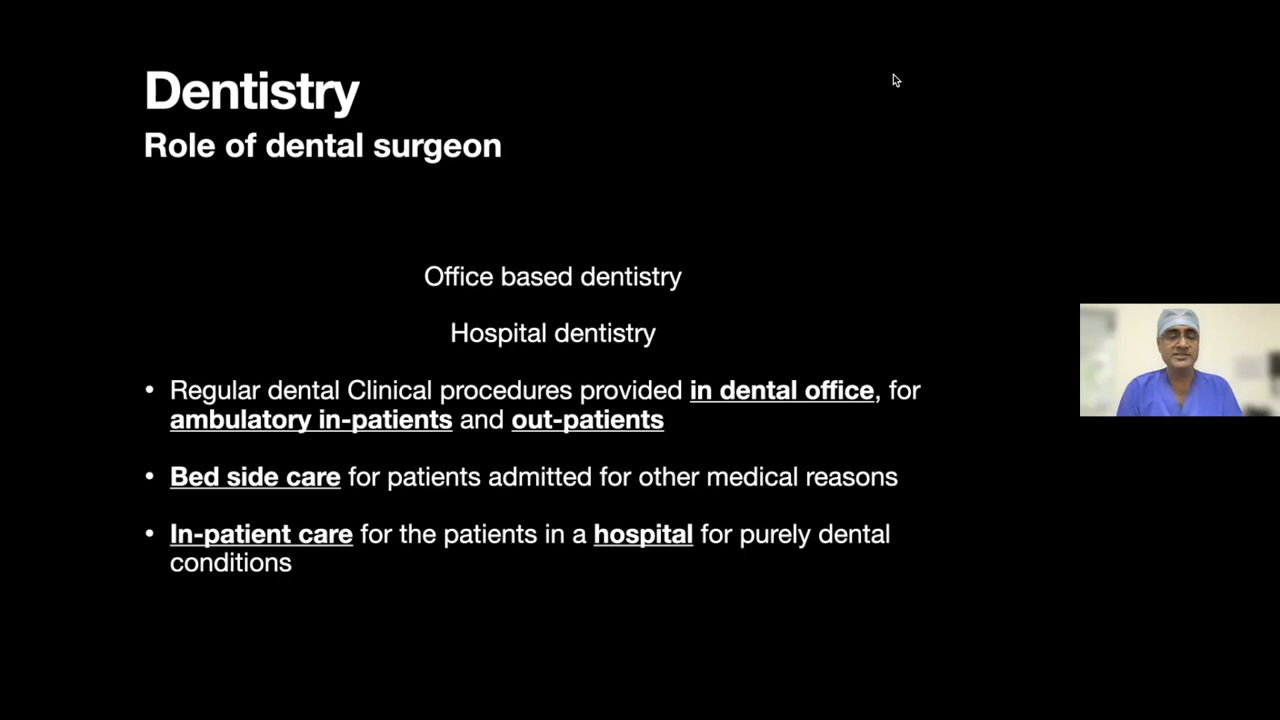 Dentistry
Role of dental surgeon
Office based dentistry
Hospital dentistry
• Regular dental Clinical procedures provided in dental office, for
ambulatory in-patients and out-patients
• Bed side care for patients admitted for other medical reasons
• In-patient care for the patients in a hospital for purely dental
conditions